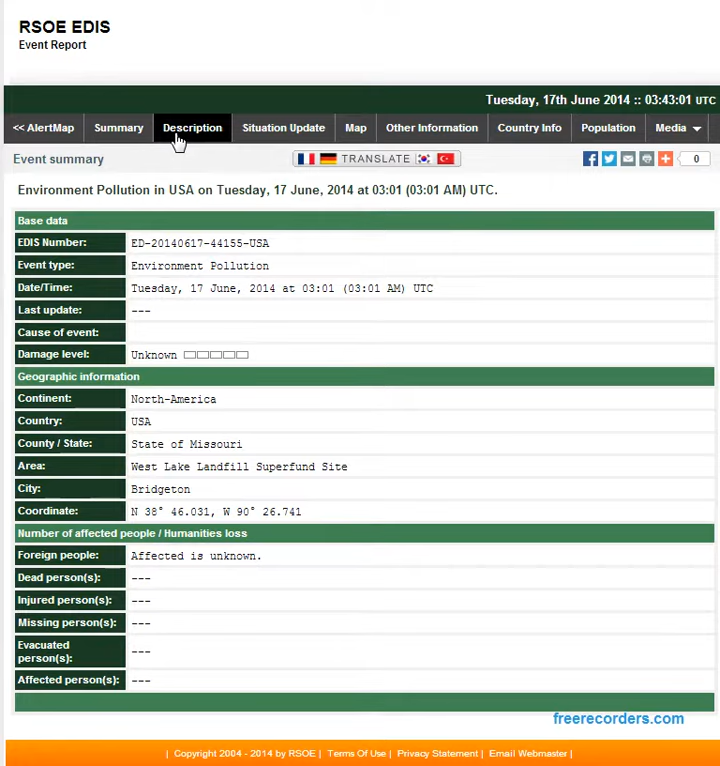 RSOE EDIS
Event Report
Tuesday, 17th June 2014 :: 03:43:01 UTC
<< AlertMap Summary Description Situation Update Map Other Information Country Info Population Media
Event summary TRANSLATE 0
Environment Pollution in USA on Tuesday, 17 June, 2014 at 03:01 (03:01 AM) UTC.
Base data
EDIS Number: ED-20140617-44155-USA
Event type: Environment Pollution
Date/Time: Tuesday, 17 June, 2014 at 03:01 (03:01 AM) UTC
Last update: ---
Cause of event:
Damage level: Unknown
Geographic information
Continent: North-America
Country: USA
County / State: State of Missouri
Area: West Lake Landfill Superfund Site
City: Bridgeton
Coordinate: N 38° 46.031, W 90° 26.741
Number of affected people / Humanities loss
Foreign people: Affected is unknown.
Dead person(s): ---
Injured person(s): ---
Missing person(s): ---
Evacuated
person(s): ---
Affected person(s): ---
freerecorders.com
| Copyright 2004 - 2014 by RSOE | Terms Of Use | Privacy Statement | Email Webmaster |